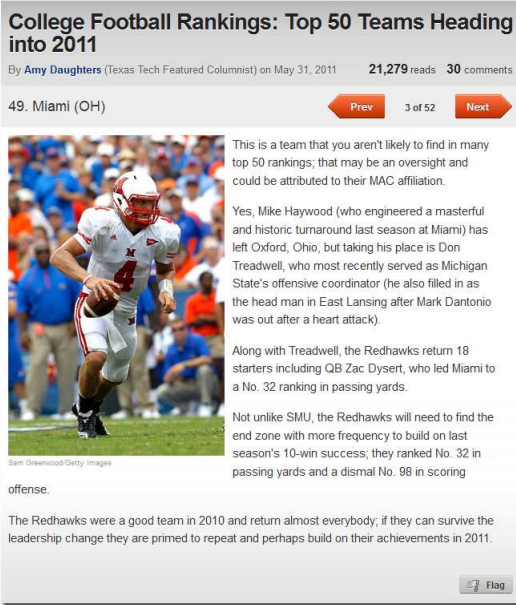 College Football Rankings: Top 50 Teams Heading
into 2011
By Amy Daughters (Texas Tech Featured Columnist) on May 31, 2011 21,279 reads 30 comments
49. Miami (OH) Prev 3 of 52 Next
This is a team that you aren't likely to find in many
top 50 rankings; that may be an oversight and
could be attributed to their MAC affiliation.
Yes, Mike Haywood (who engineered a masterful
and historic turnaround last season at Miami) has
left Oxford, Ohio, but taking his place is Don
Treadwell, who most recently served as Michigan
State's offensive coordinator (he also filled in as
the head man in East Lansing after Mark Dantonio
was out after a heart attack).
Along with Treadwell, the Redhawks return 18
starters including QB Zac Dysert, who led Miami to
a No. 32 ranking in passing yards.
Not unlike SMU, the Redhawks will need to find the
end zone with more frequency to build on last
season's 10-win success; they ranked No. 32 in
passing yards and a dismal No. 98 in scoring
offense.
M
4
Sam Greenwood/Getty Images
The Redhawks were a good team in 2010 and return almost everybody; if they can survive the
leadership change they are primed to repeat and perhaps build on their achievements in 2011.
Flag